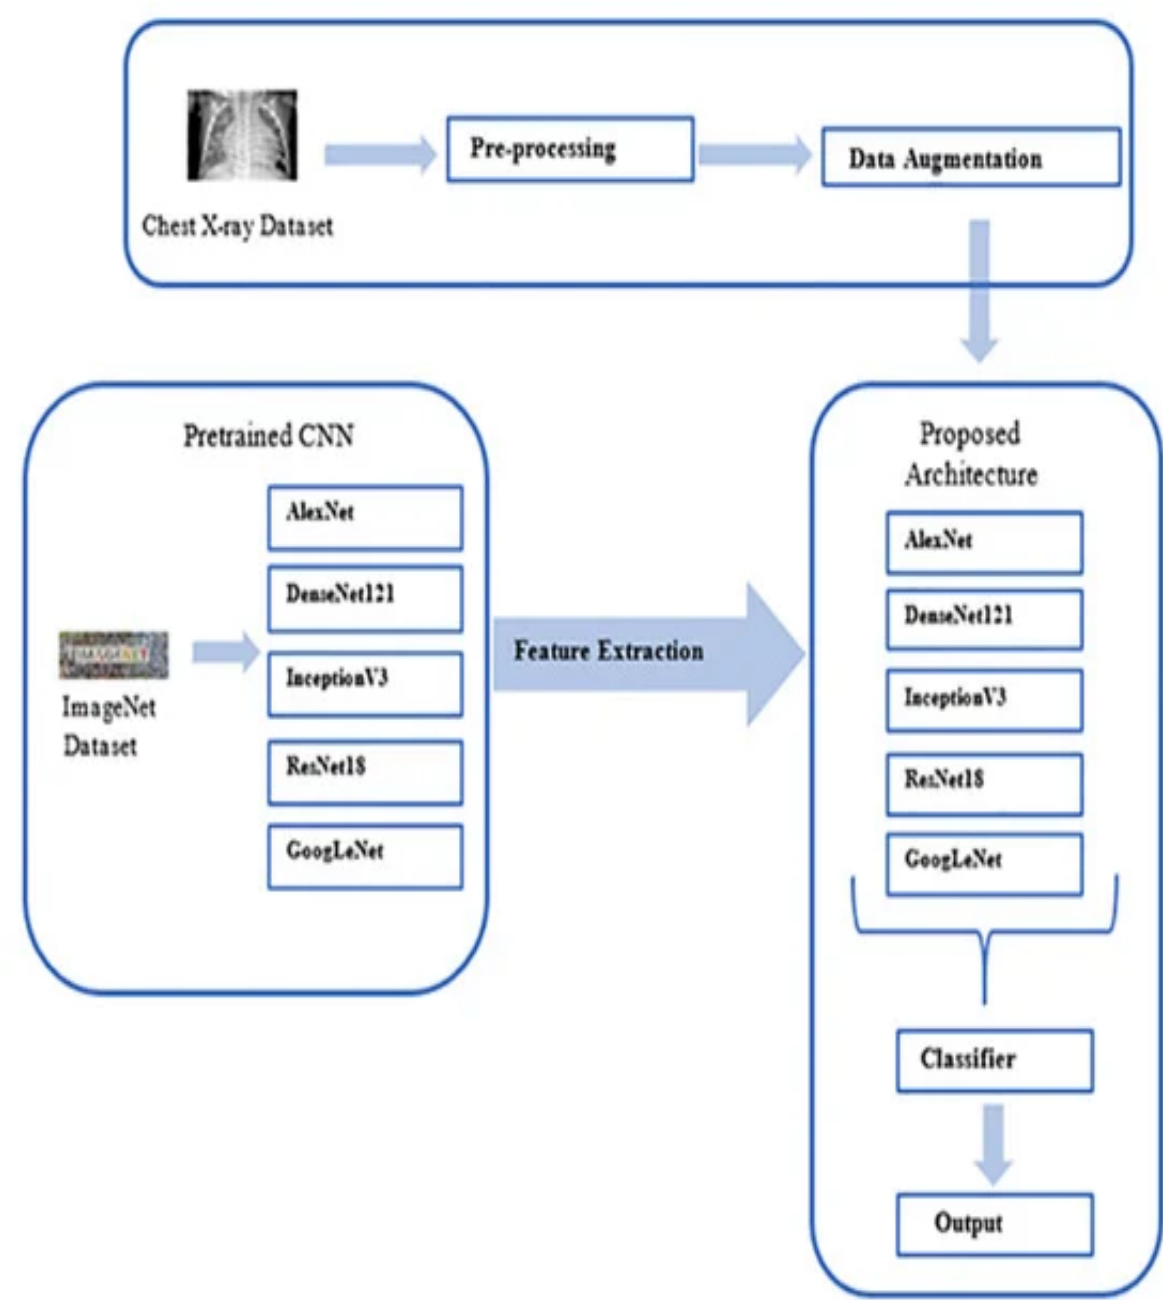 Pre-processing
Data Augmentation
Chest X-ray Dataset
Pretrained CNN
AlexNet
DenseNet121
InceptionV3
ResNet18
GoogLeNet
IMAGENET
ImageNet
Dataset
Feature Extraction
Proposed
Architecture
AlexNet
DenseNet121
InceptionV3
ResNet18
GoogLeNet
Classifier
Output